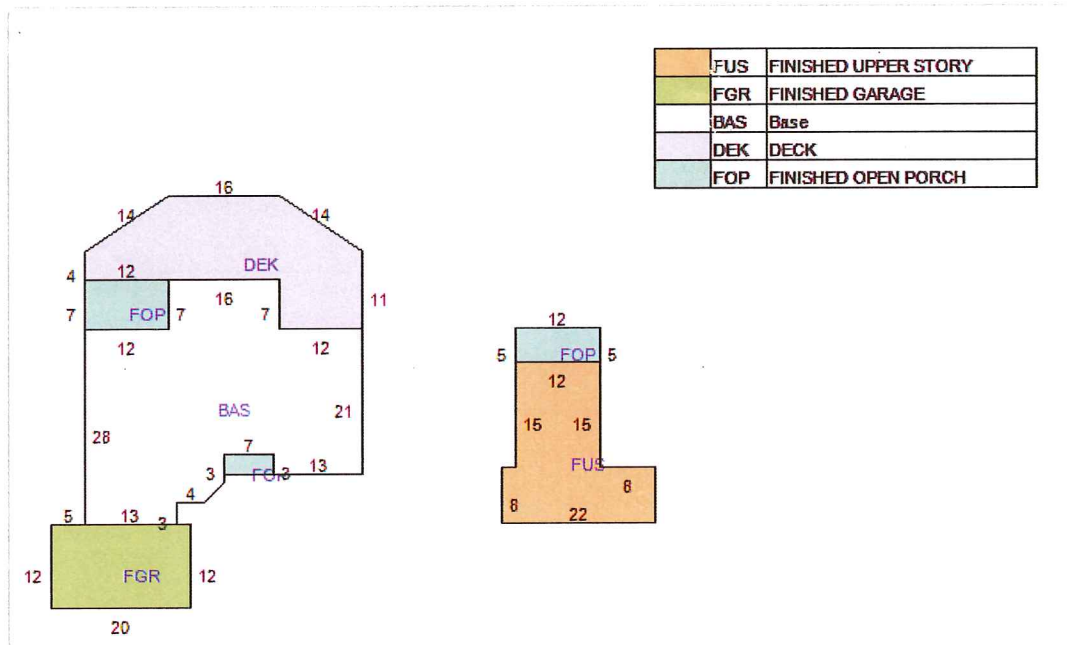 FUS FINISHED UPPER STORY
FGR FINISHED GARAGE
BAS Base
DEK DECK
FOP FINISHED OPEN PORCH
16
14 14
DEK
4 12
16 11
7 FOP 7 7
12 12
BAS 21
28
7
3 FOP 3 13
4
5 13 3
12 FGR 12
20
12
5 FOP 5
12
15 15
FUS
8 8
22